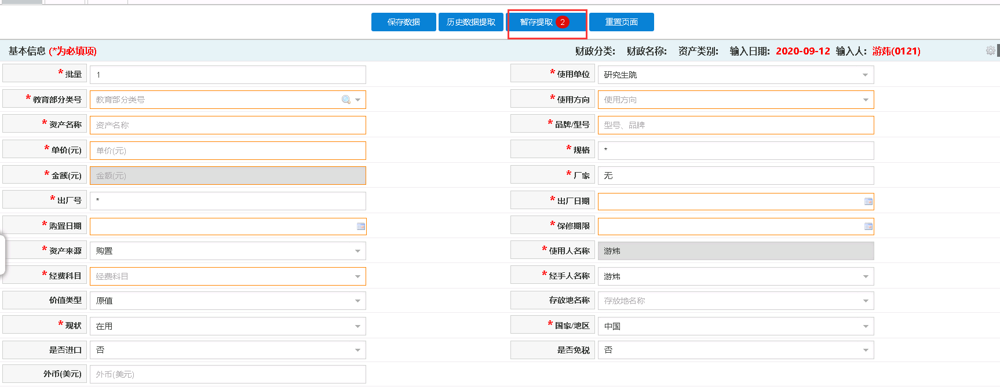 保存数据 历史数据提取 暂存提取 2 重置页面
基本信息 (*为必填项) 财政分类: 财政名称: 资产类别: 输入日期: 2020-09-12 输入人: 游炜(0121)
*批量 1 *使用单位 研究生院
*教育部分类号 教育部分类号 *使用方向 使用方向
*资产名称 资产名称 *品牌/型号 型号、品牌
*单价(元) 单价(元) *规格 *
*金额(元) 金额(元) *厂家 无
*出厂号 * *出厂日期
*购置日期 *保修期限
*资产来源 购置 *使用人名称 游炜
*经费科目 经费科目 *经手人名称 游炜
价值类型 原值 存放地名称 存放地名称
*现状 在用 *国家/地区 中国
是否进口 否 是否免税 否
外币(美元) 外币(美元)